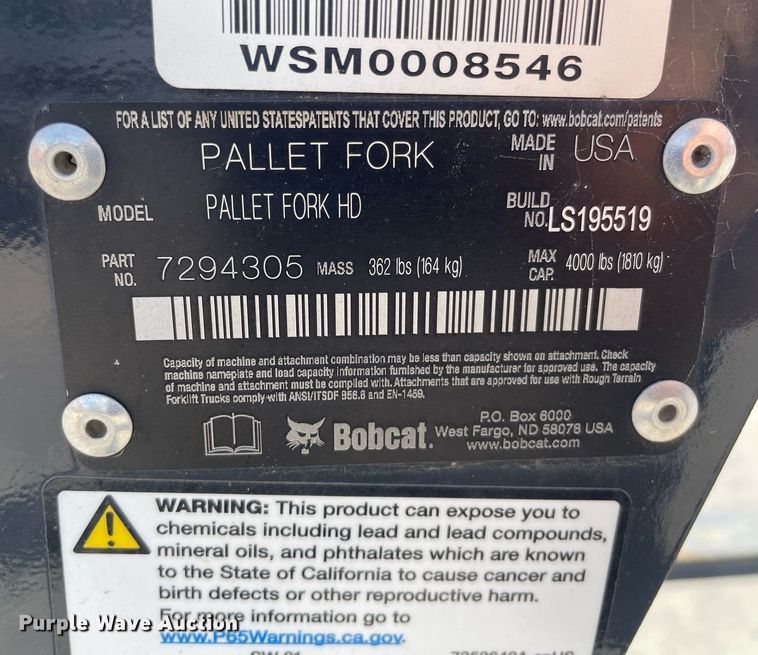 WSM0008546
FOR A LIST OF ANY UNITED STATESPATENTS THAT COVER THIS PRODUCT, GO TO: www.bobcat.com/patents
PALLET FORK MADE IN USA
MODEL PALLET FORK HD BUILD NO. LS195519
PART NO. 7294305 MASS 362 lbs (164 kg) MAX CAP. 4000 lbs (1810 kg)
Capacity of machine and attachment combination may be less than capacity shown on attachment. Check
machine nameplate and load capacity information furnished by the manufacturer for approved use. The capacity
of machine and attachment must be complied with. Attachments that are approved for use with Rough Terrain
Forklift Trucks comply with ANSI/ITSDF B56.6 and EN-1459.
Bobcat.
P.O. Box 6000
West Fargo, ND 58078 USA
www.bobcat.com
WARNING: This product can expose you to
chemicals including lead and lead compounds,
mineral oils, and phthalates which are known
to the State of California to cause cancer and
birth defects or other reproductive harm.
For more information go to
www.P65Warnings.ca.gov.
Purple Wave Auction